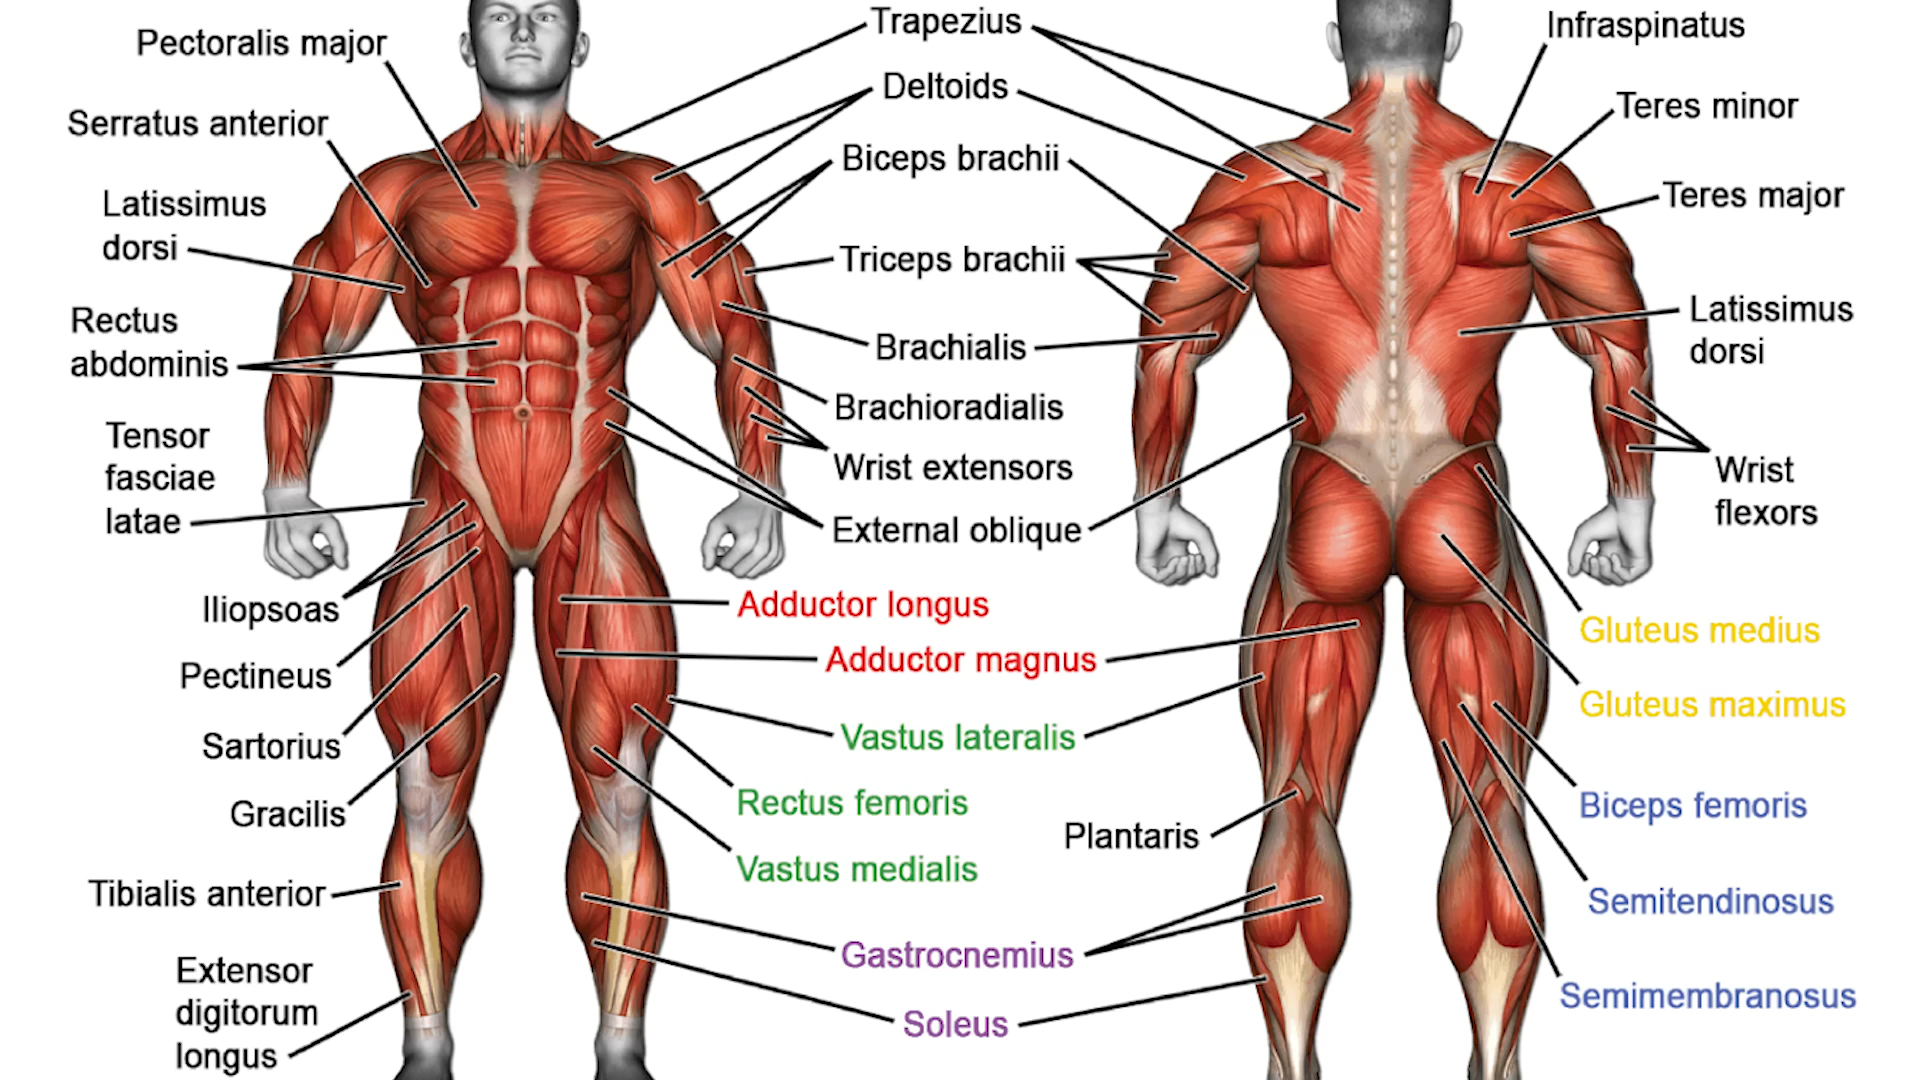 Pectoralis major
Serratus anterior
Latissimus
dorsi
Rectus
abdominis
Tensor
fasciae
latae
Iliopsoas
Pectineus
Sartorius
Gracilis
Tibialis anterior
Extensor
digitorum
longus
Trapezius
Deltoids
Biceps brachii
Triceps brachii
Brachialis
Brachioradialis
Wrist extensors
External oblique
Adductor longus
Adductor magnus
Vastus lateralis
Rectus femoris
Vastus medialis
Plantaris
Gastrocnemius
Soleus
Infraspinatus
Teres minor
Teres major
Latissimus
dorsi
Wrist
flexors
Gluteus medius
Gluteus maximus
Biceps femoris
Semitendinosus
Semimembranosus